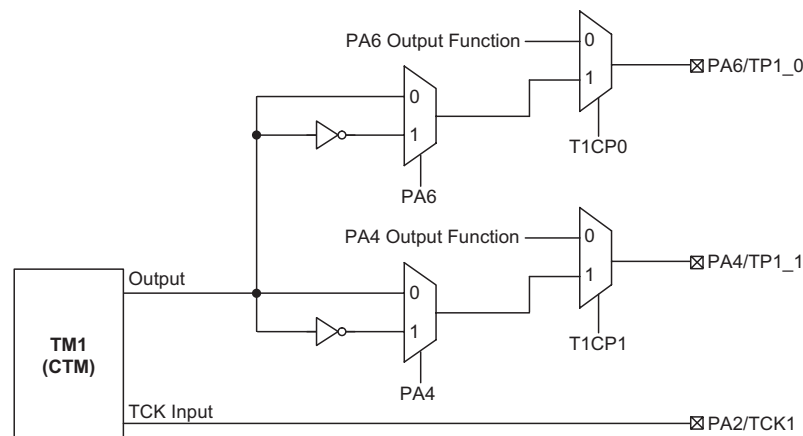 PA6 Output Function
0
1
PA6/TP1_0
T1CP0
0
1
PA6
PA4 Output Function
0
1
PA4/TP1_1
T1CP1
Output
0
1
PA4
TM1
(CTM)
TCK Input
PA2/TCK1